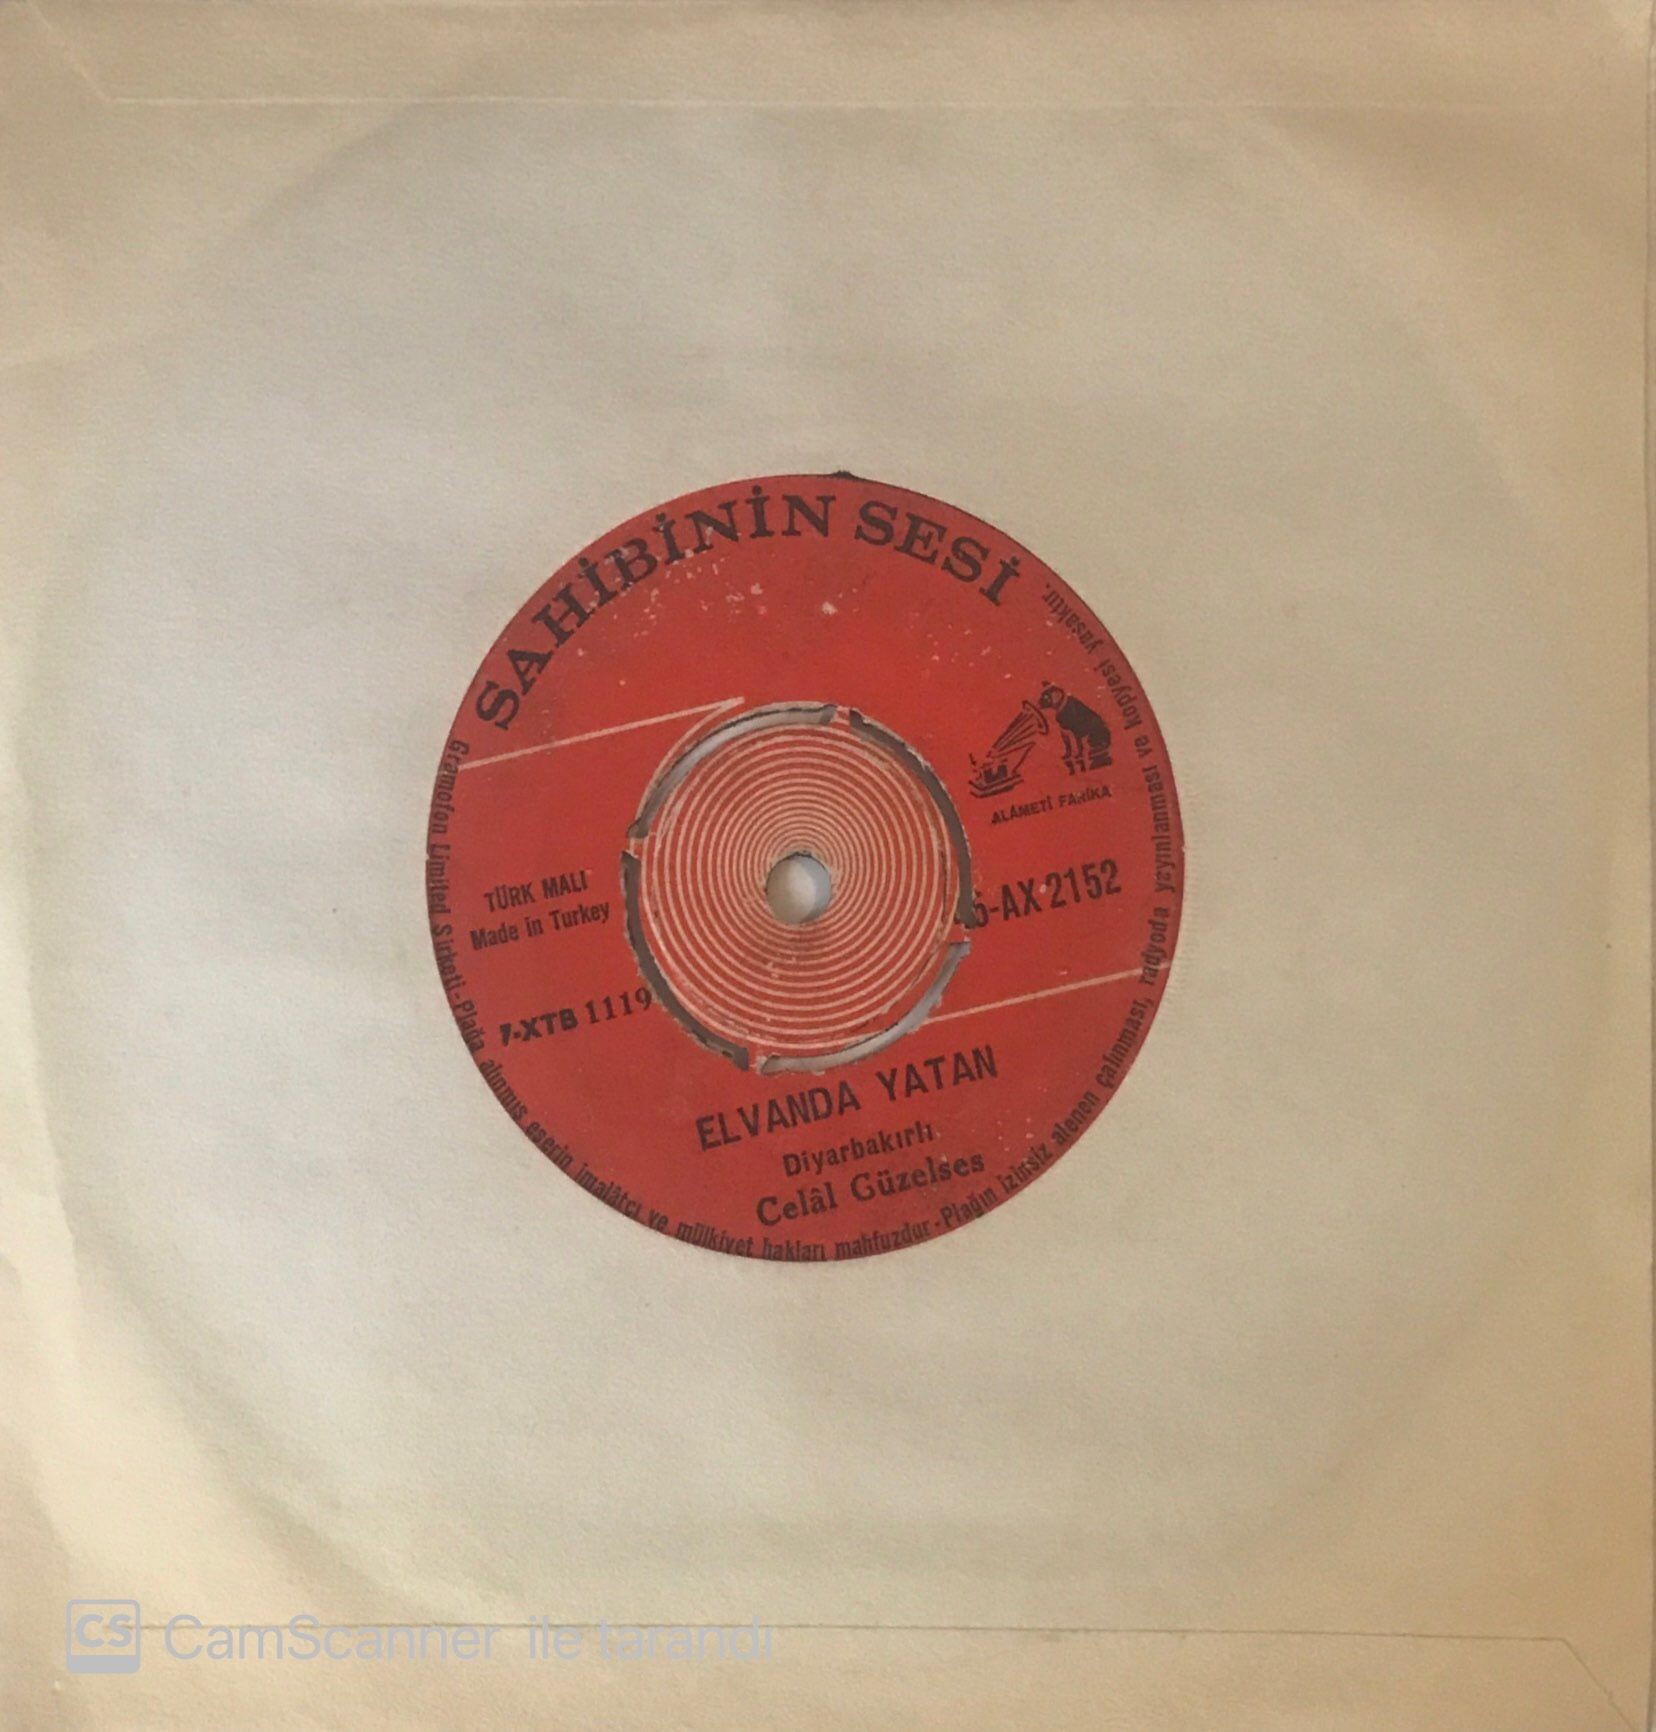 SAHİBİNİN SESİ
ALÂMETİ FARİKA
TÜRK MALI
Made in Turkey
-AX 2152
7-XTB 1119
ELVANDA YATAN
Diyarbakırlı
Celâl Güzelses
Gramofon Limited Şirketi - Plağa alınmış eserin imalâtçı ve mülkiyet hakları mahfuzdur - Plağın izinsiz alenen çalınması, radyoda yayınlanması ve kopyesi yasaktır.
CS CamScanner ile tarandı